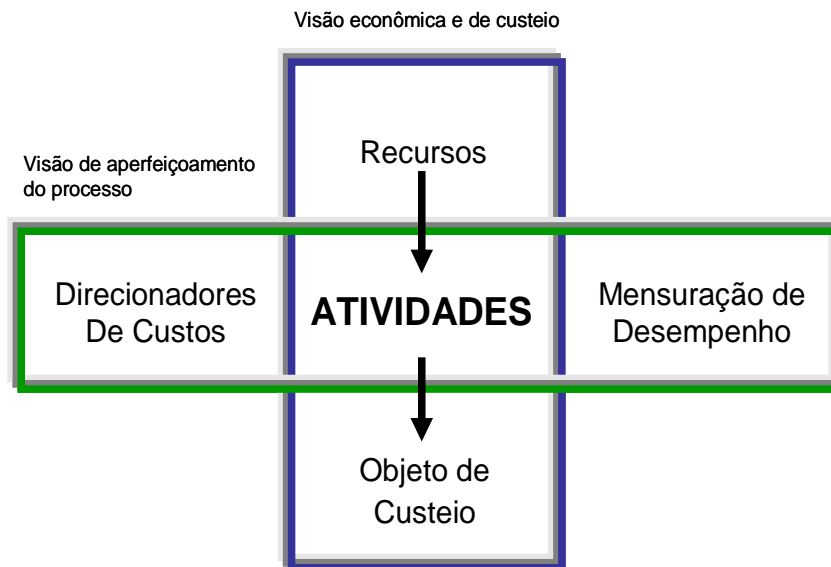 Visão econômica e de custeio
Recursos
Visão de aperfeiçoamento
do processo
Direcionadores
De Custos
ATIVIDADES
Mensuração de
Desempenho
Objeto de
Custeio